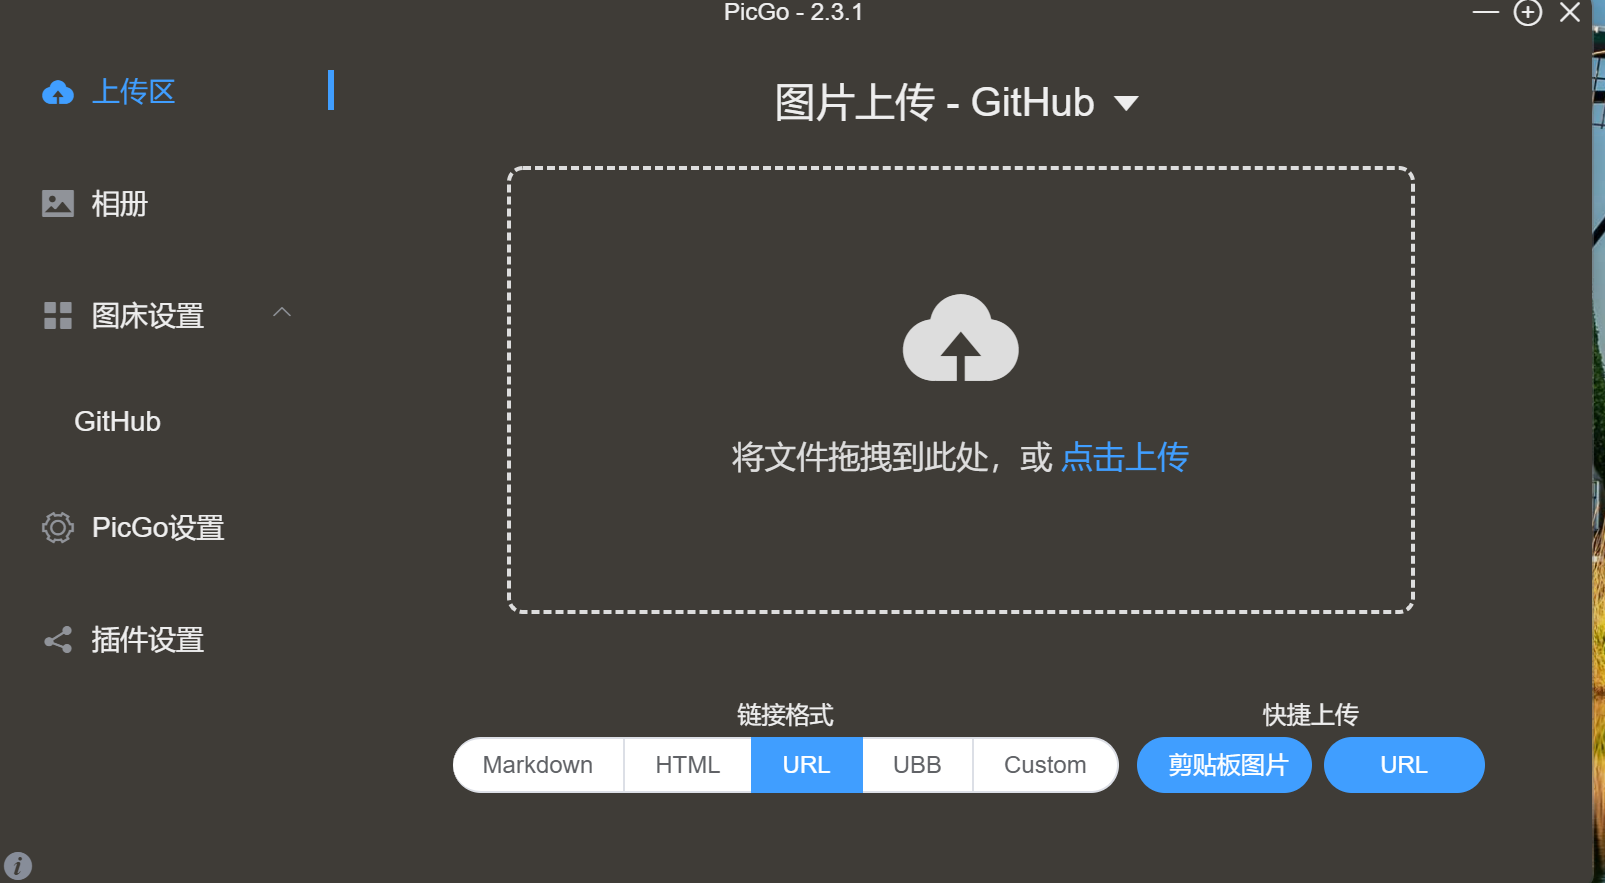 PicGo - 2.3.1
上传区
相册
图床设置
GitHub
PicGo设置
插件设置
图片上传 - GitHub
将文件拖拽到此处，或 点击上传
链接格式
Markdown HTML URL UBB Custom
快捷上传
剪贴板图片 URL
i